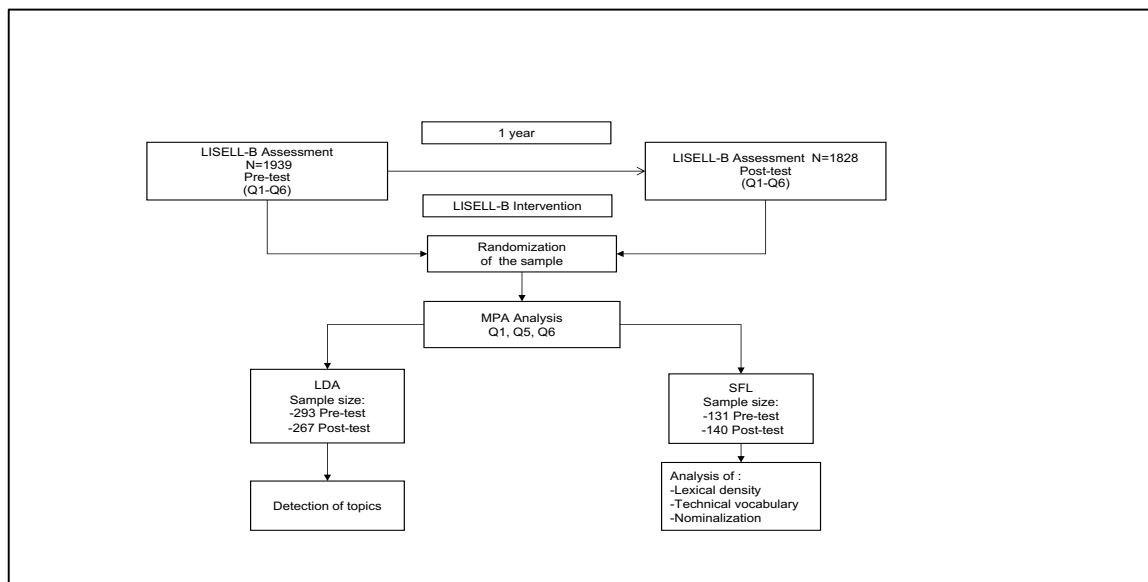 1 year
LISELL-B Assessment
N=1939
Pre-test
(Q1-Q6)
LISELL-B Assessment N=1828
Post-test
(Q1-Q6)
LISELL-B Intervention
Randomization
of the sample
MPA Analysis
Q1, Q5, Q6
LDA
Sample size:
-293 Pre-test
-267 Post-test
SFL
Sample size:
-131 Pre-test
-140 Post-test
Detection of topics
Analysis of :
-Lexical density
-Technical vocabulary
-Nominalization